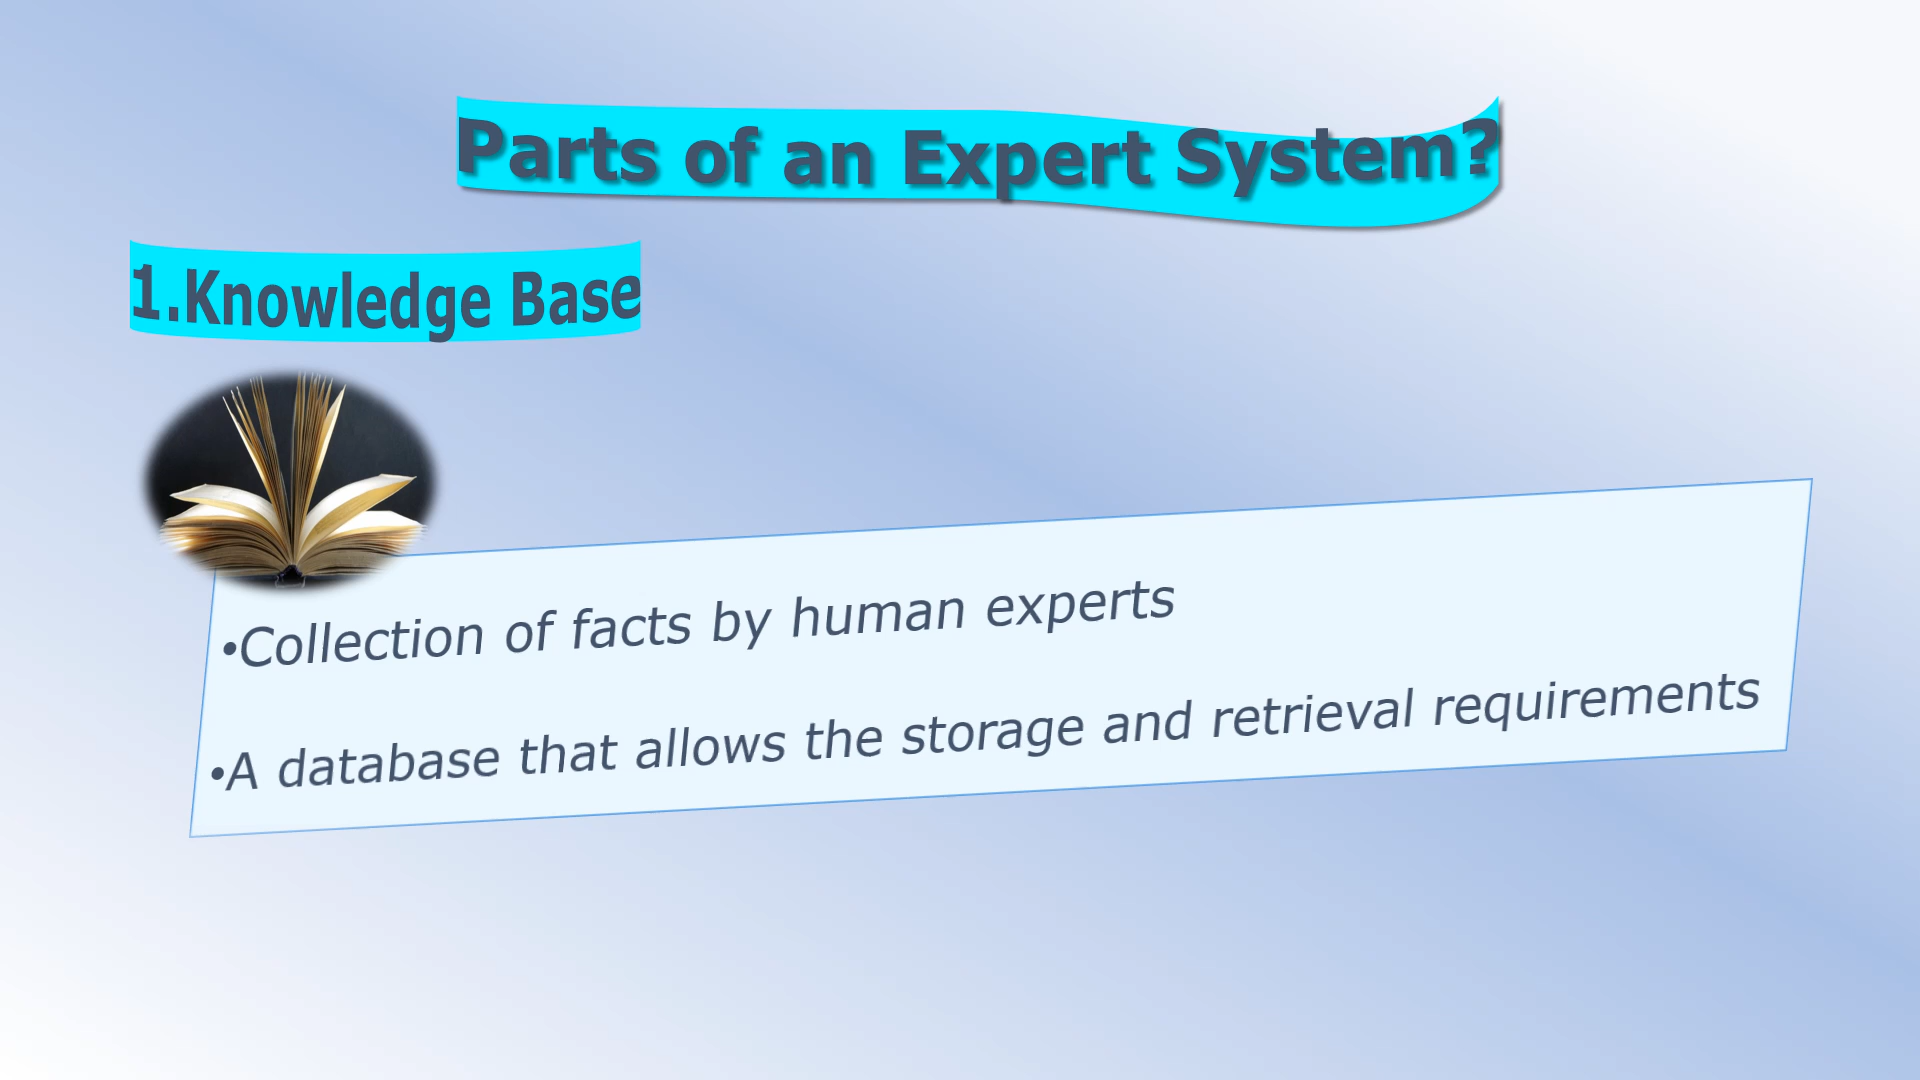 Parts of an Expert System?
1.Knowledge Base
•Collection of facts by human experts
•A database that allows the storage and retrieval requirements